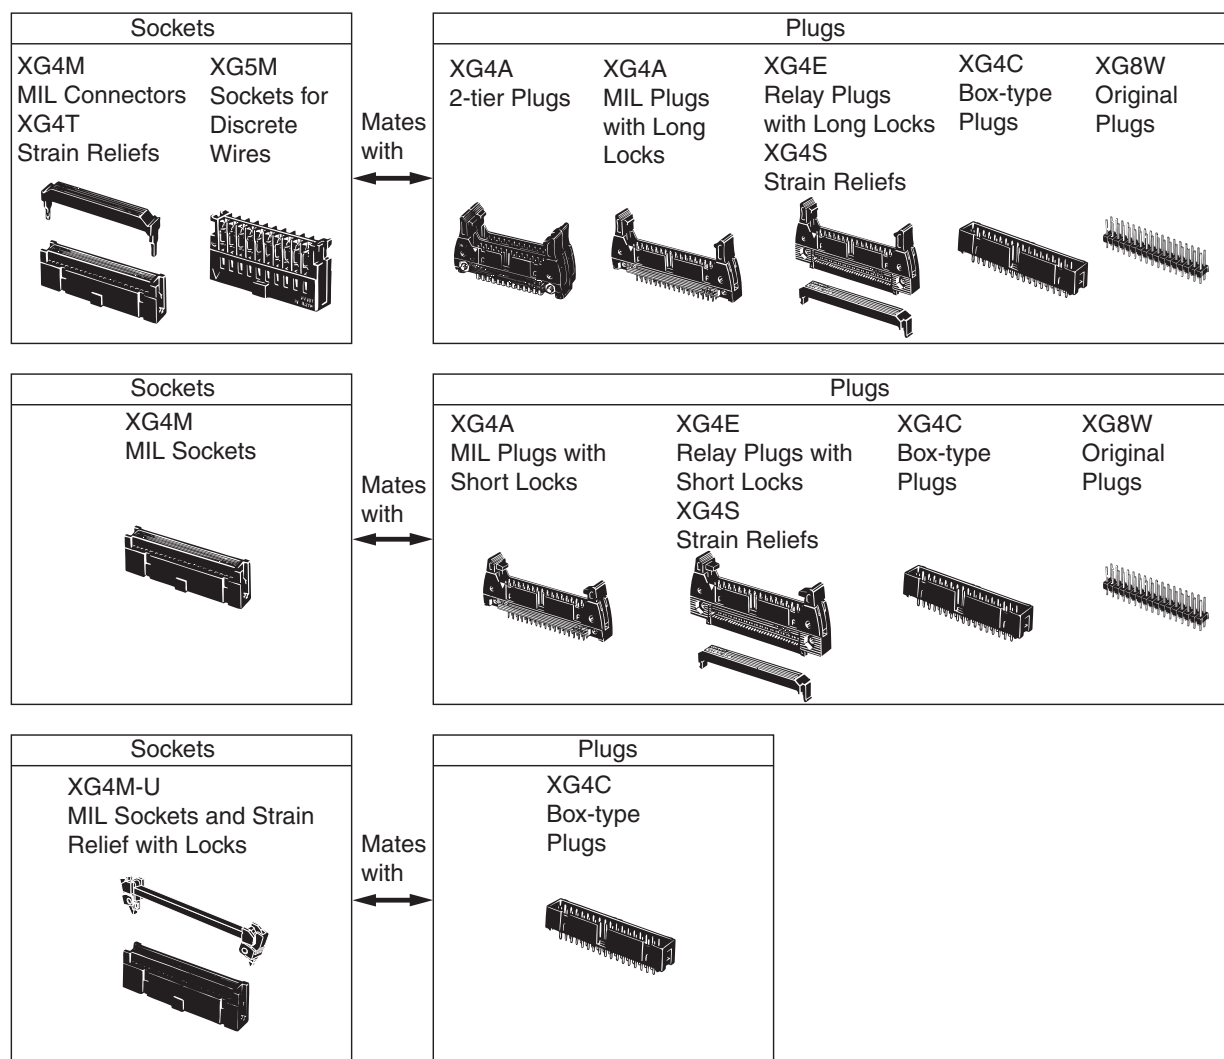 Sockets
XG4M
MIL Connectors
XG4T
Strain Reliefs
XG5M
Sockets for
Discrete
Wires
Mates
with
Plugs
XG4A
2-tier Plugs
XG4A
MIL Plugs
with Long
Locks
XG4E
Relay Plugs
with Long Locks
XG4S
Strain Reliefs
XG4C
Box-type
Plugs
XG8W
Original
Plugs
Sockets
XG4M
MIL Sockets
Mates
with
Plugs
XG4A
MIL Plugs with
Short Locks
XG4E
Relay Plugs with
Short Locks
XG4S
Strain Reliefs
XG4C
Box-type
Plugs
XG8W
Original
Plugs
Sockets
XG4M-U
MIL Sockets and Strain
Relief with Locks
Mates
with
Plugs
XG4C
Box-type
Plugs